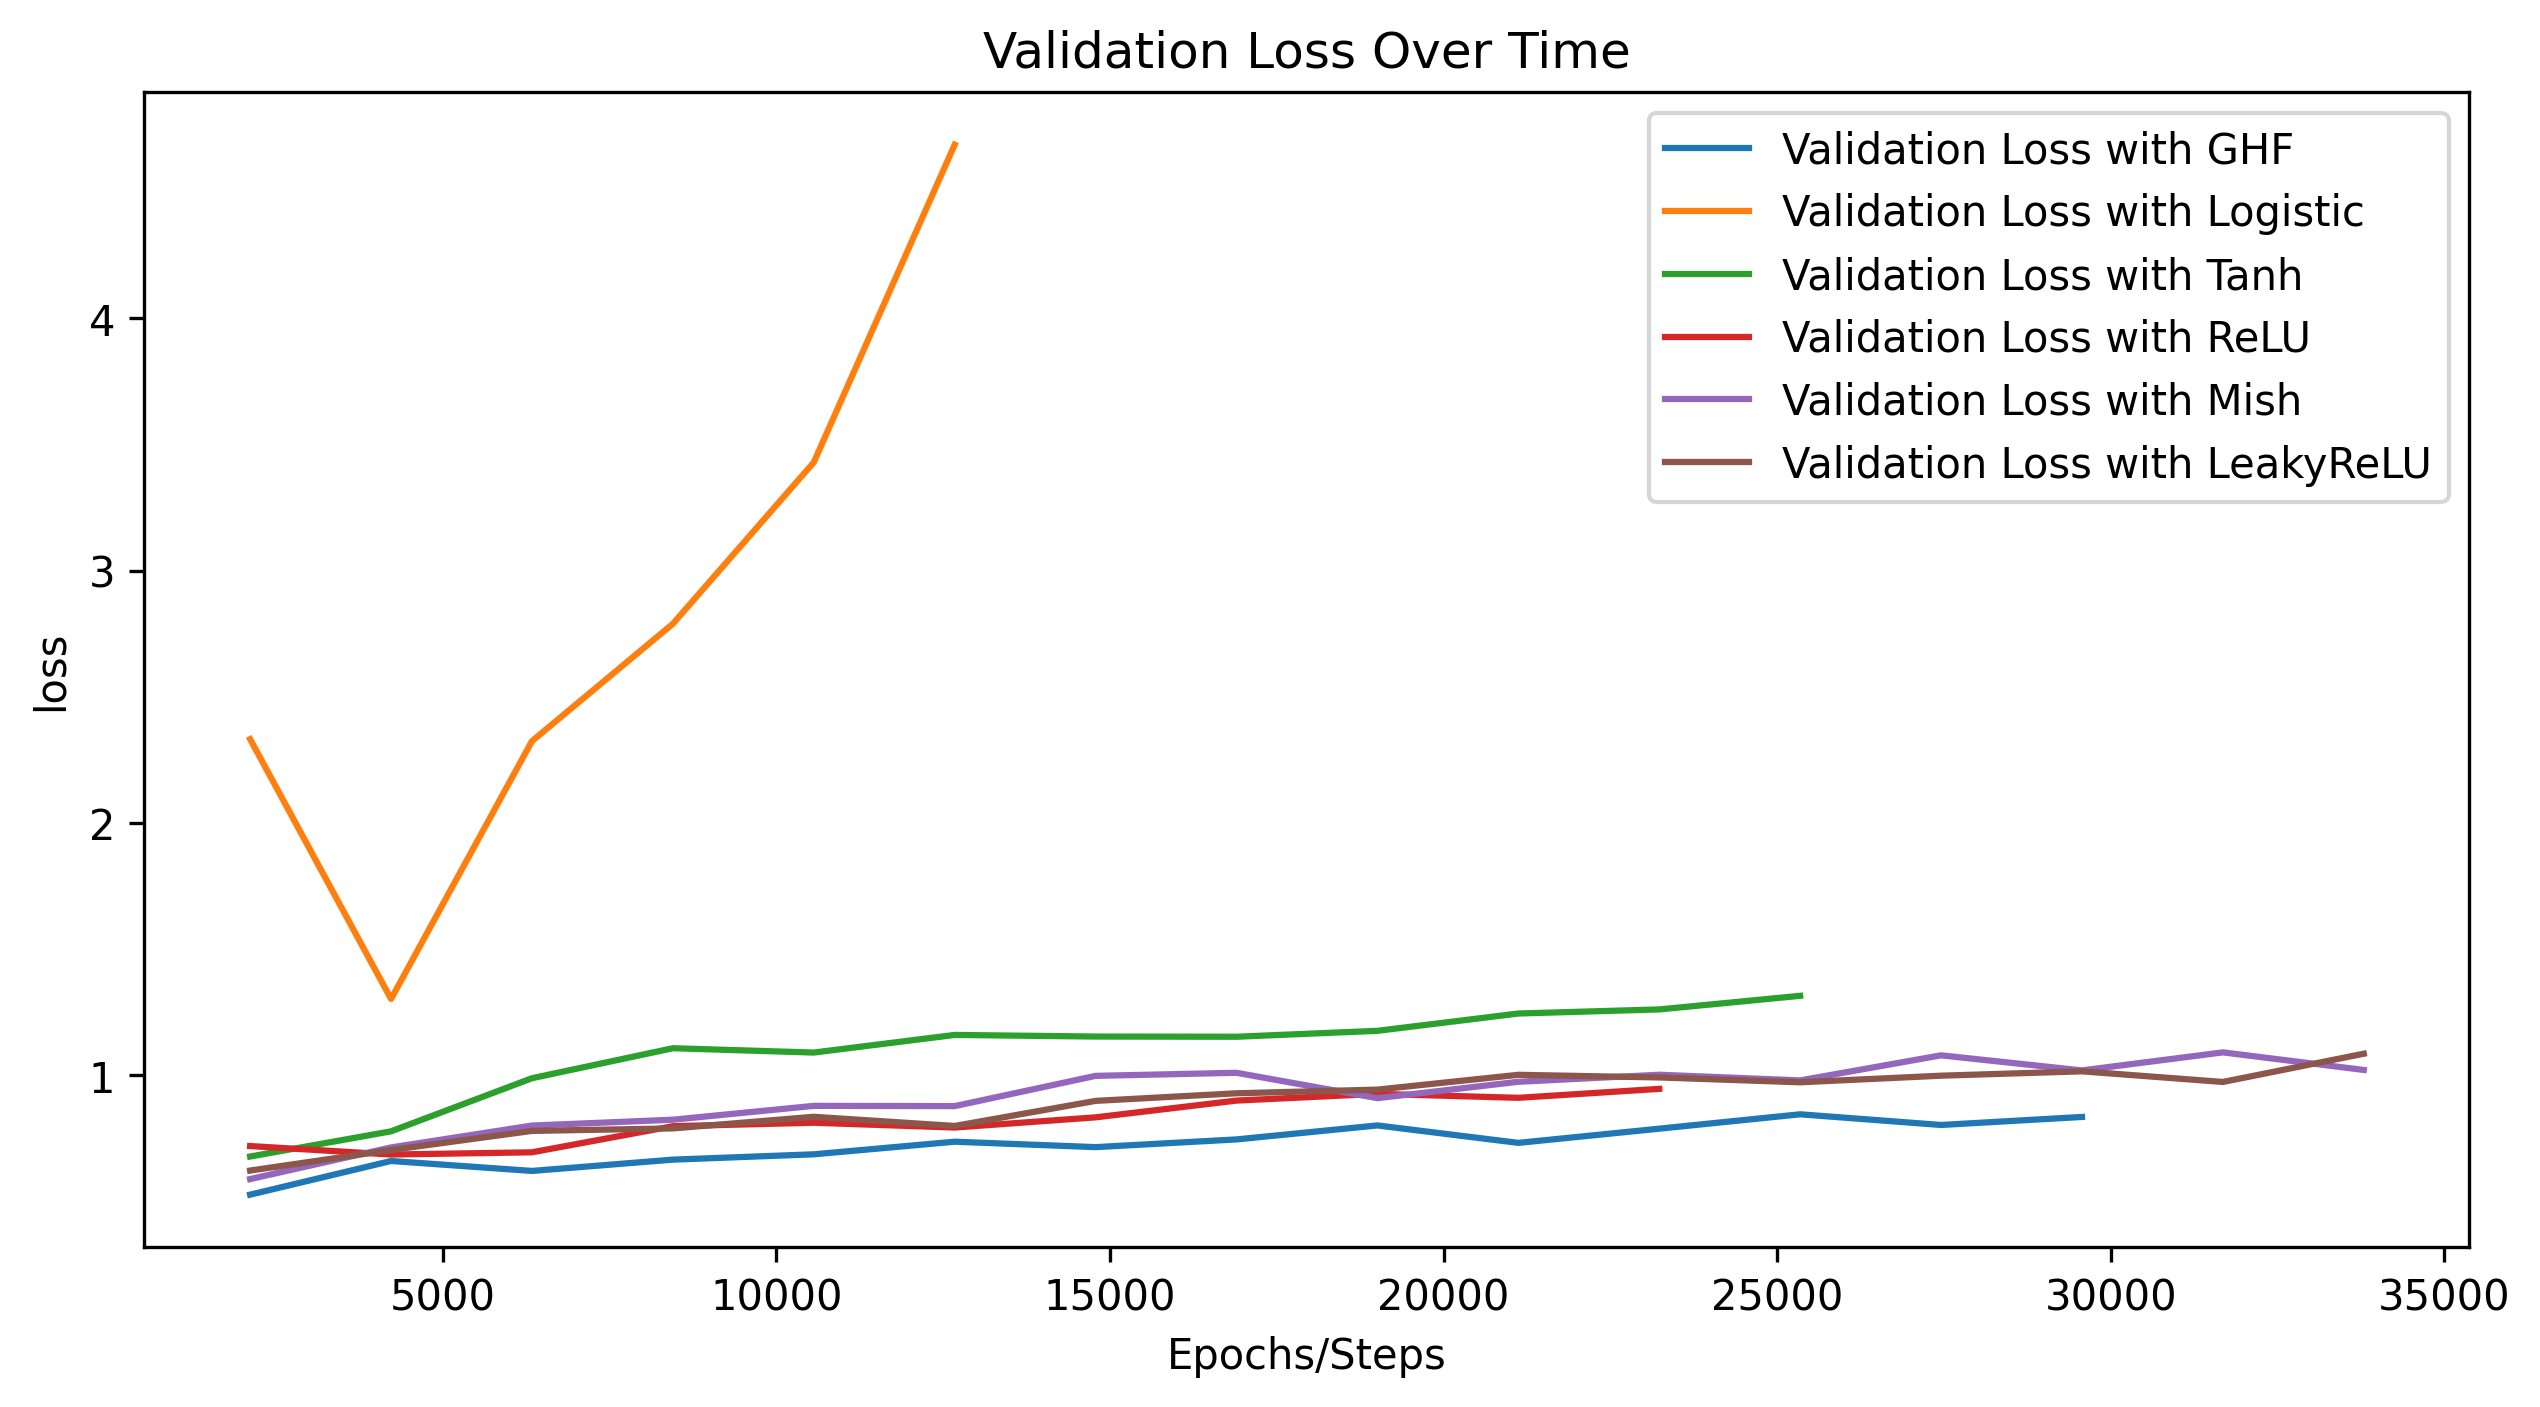 Validation Loss Over Time
Validation Loss with GHF
Validation Loss with Logistic
Validation Loss with Tanh
Validation Loss with ReLU
Validation Loss with Mish
Validation Loss with LeakyReLU
loss
4
3
2
1
5000 10000 15000 20000 25000 30000 35000
Epochs/Steps